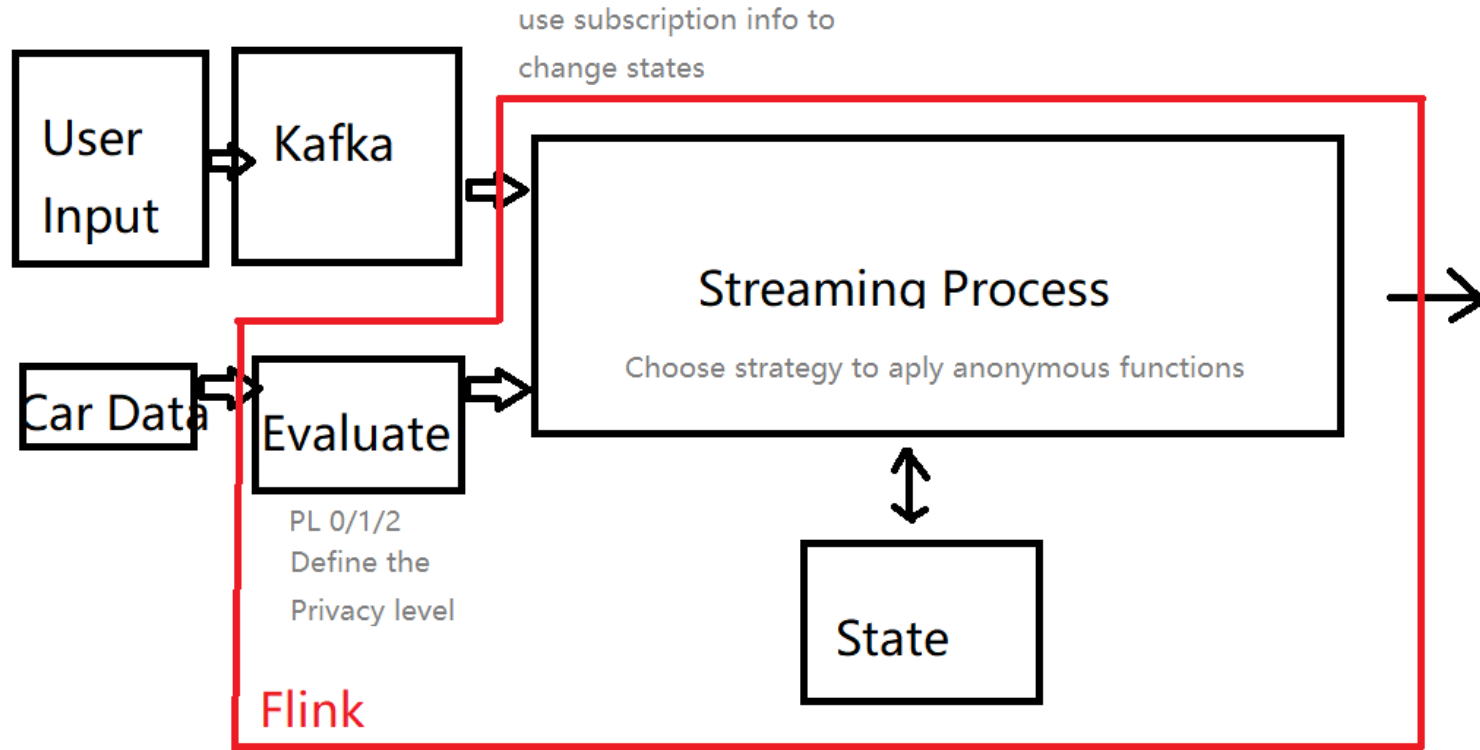 use subscription info to
change states
User
Input
Kafka
Streaming Process
Choose strategy to aply anonymous functions
Car Data
Evaluate
PL 0/1/2
Define the
Privacy level
State
Flink